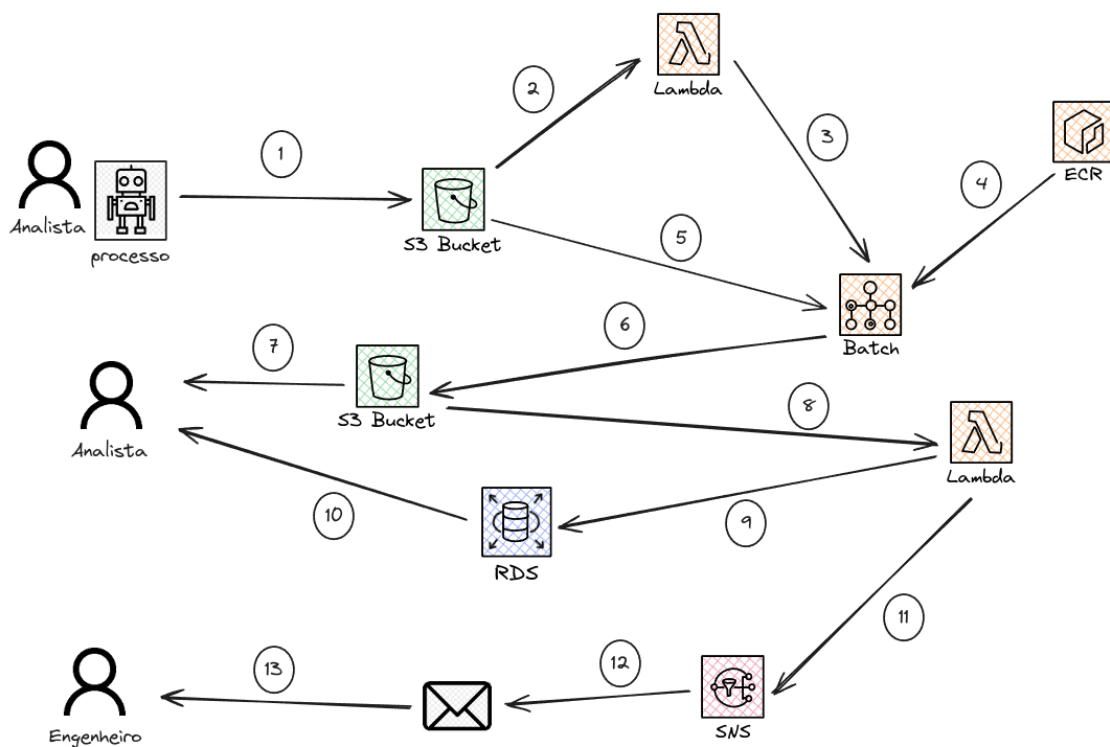 2
Lambda
3
1
4
ECR
Analista
processo
S3 Bucket
5
Batch
6
7
S3 Bucket
8
Analista
Lambda
10
9
RDS
11
13
12
Engenheiro
SNS